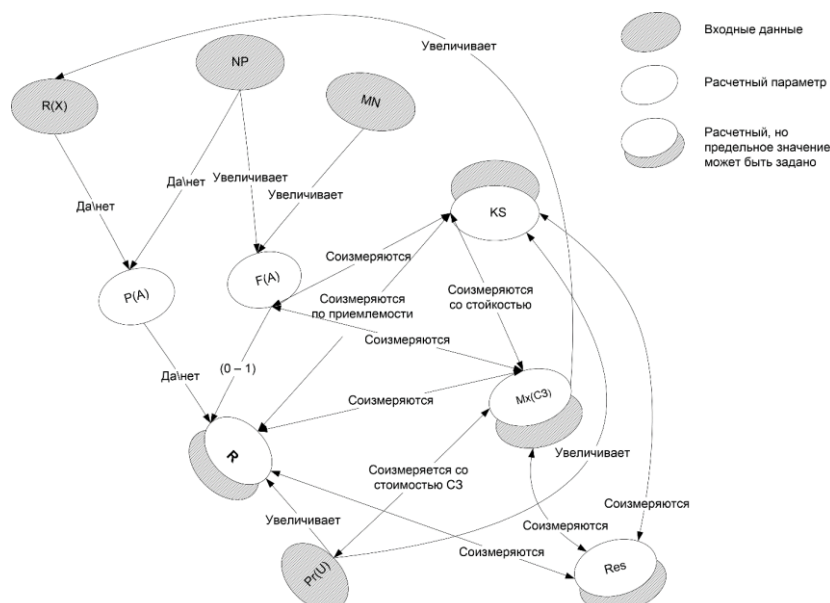 Увеличивает
Входные данные
NP
R(X)
MN
Расчетный параметр
Расчетный, но
предельное значение
может быть задано
Да\нет
Увеличивает
Увеличивает
Да\нет
KS
Соизмеряются
F(A)
P(A)
Соизмеряются
по приемлемости
Соизмеряются
со стойкостью
Соизмеряются
Да\нет
(0 – 1)
Соизмеряются
Mx(СЗ)
R
Увеличивает
Соизмеряется со
стоимостью СЗ
Соизмеряются
Увеличивает
Соизмеряются
Соизмеряются
Pr(U)
Res